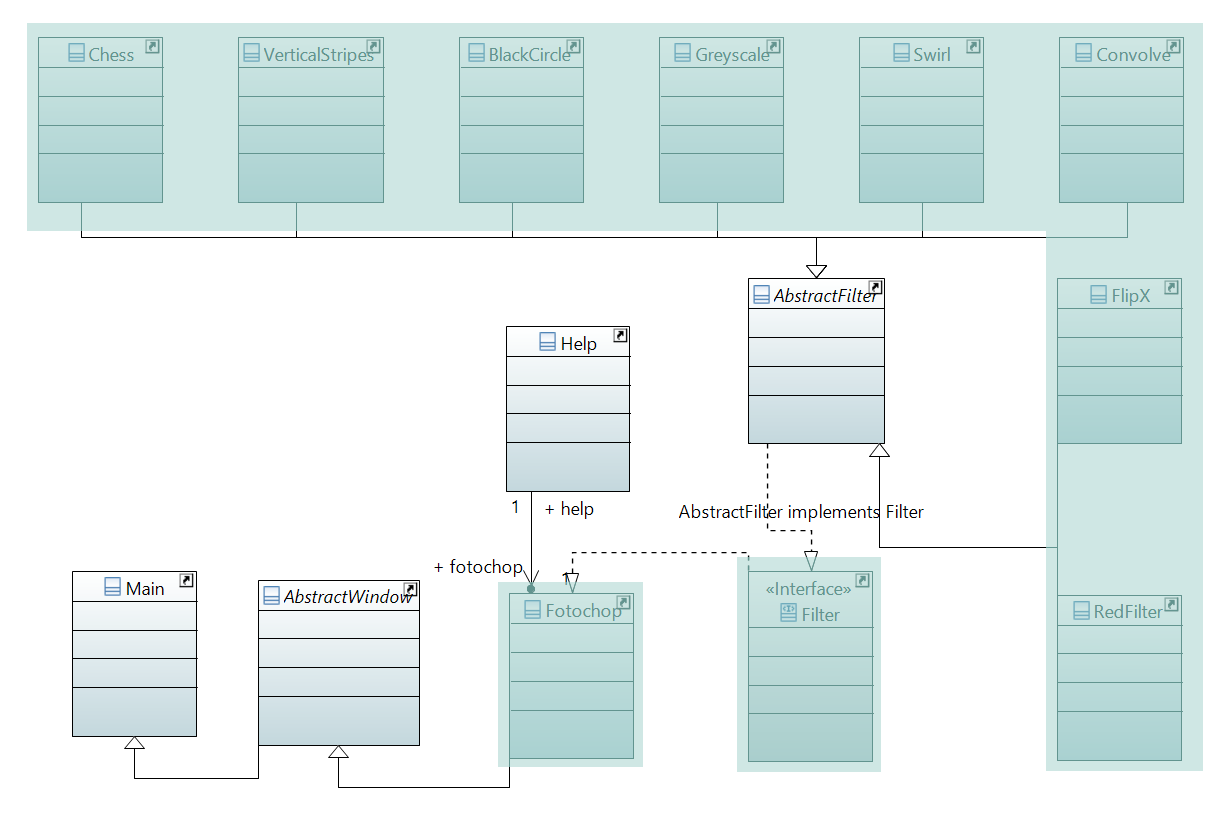 Chess
VerticalStripes
BlackCircle
Greyscale
Swirl
Convolve
AbstractFilter
FlipX
Help
1
+ help
AbstractFilter implements Filter
+ fotochop
1
Main
AbstractWindow
Fotochop
«Interface»
Filter
RedFilter